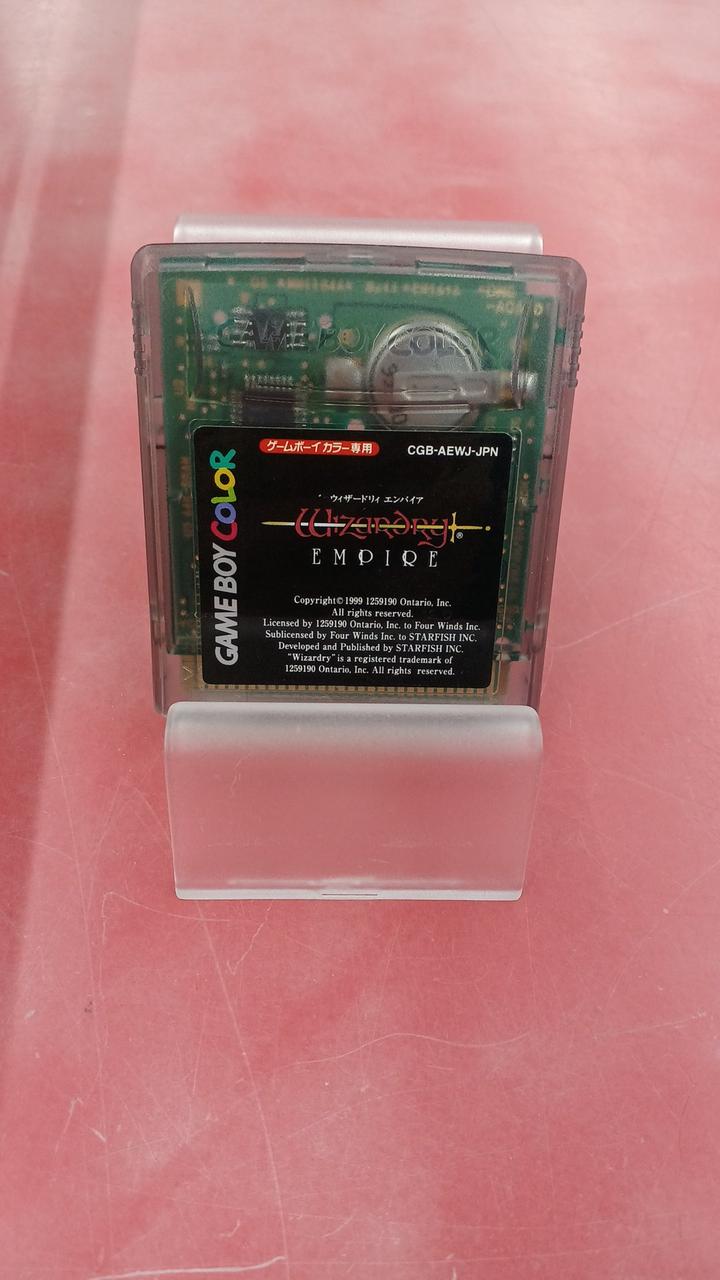 GAME BOY COLOR
ゲームボーイカラー専用
CGB-AEWJ-JPN
GAME BOY COLOR
ウィザードリィ エンパイア
Wizardry®
EMPIRE
Copyright© 1999 1259190 Ontario, Inc.
All rights reserved.
Licensed by 1259190 Ontario, Inc. to Four Winds Inc.
Sublicensed by Four Winds Inc. to STARFISH INC.
Developed and Published by STARFISH INC.
"Wizardry" is a registered trademark of
1259190 Ontario, Inc. All rights reserved.